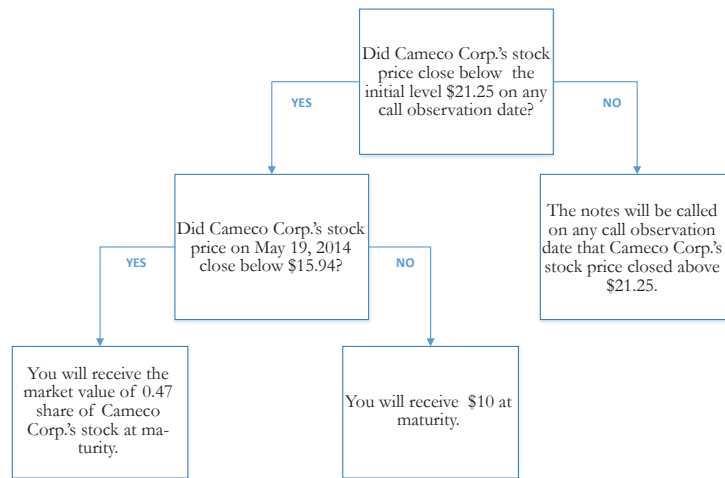 Did Cameco Corp.'s stock
price close below the
initial level $21.25 on any
call observation date?
YES
NO
Did Cameco Corp.'s stock
price on May 19, 2014
close below $15.94?
The notes will be called
on any call observation
date that Cameco Corp.'s
stock price closed above
$21.25.
YES
NO
You will receive the
market value of 0.47
share of Cameco
Corp.'s stock at ma-
turity.
You will receive $10 at
maturity.